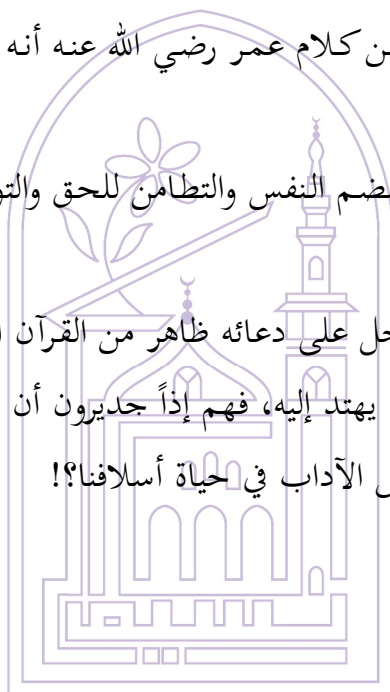 ن كلام عمر رضي الله عنه أنه
ضم النفس والتطامن للحق والتو
حل على دعائه ظاهر من القرآن ا
يهتد إليه، فهم إذاً جديرون أن
ل الآداب في حياة أسلافنا؟!